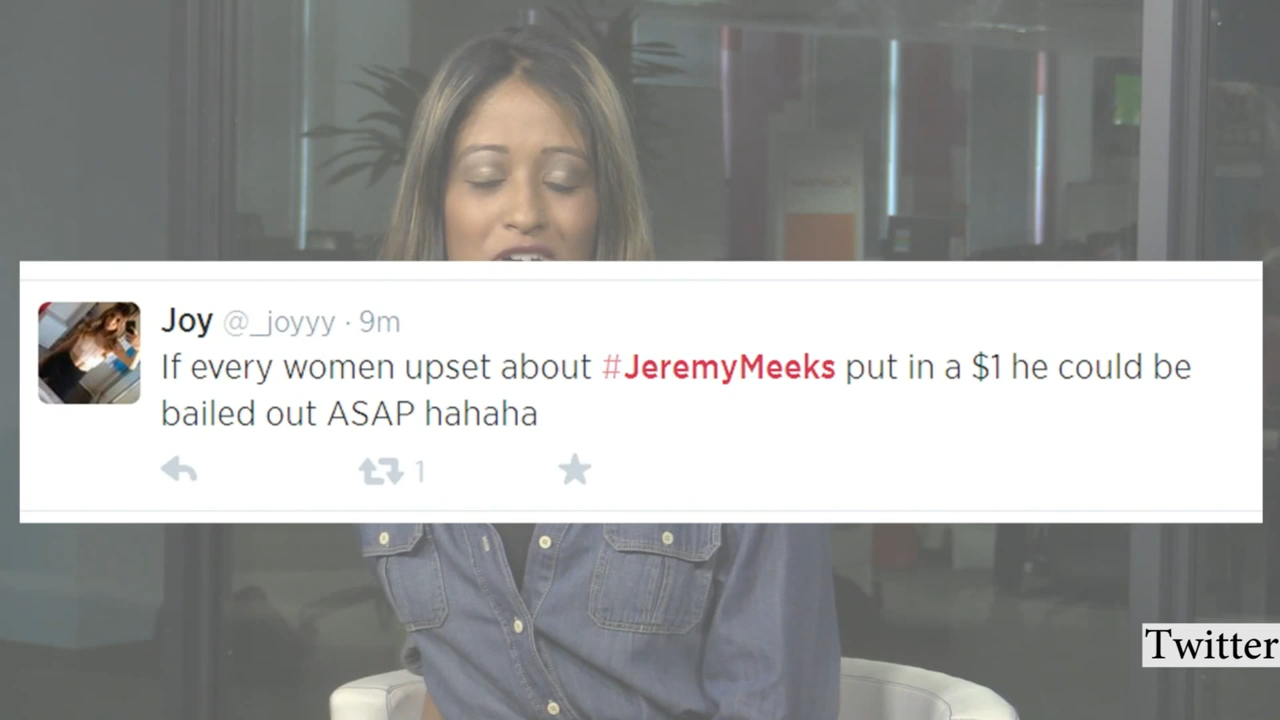 Joy @_joyyy · 9m
If every women upset about #JeremyMeeks put in a $1 he could be
bailed out ASAP hahaha
1
Twitter